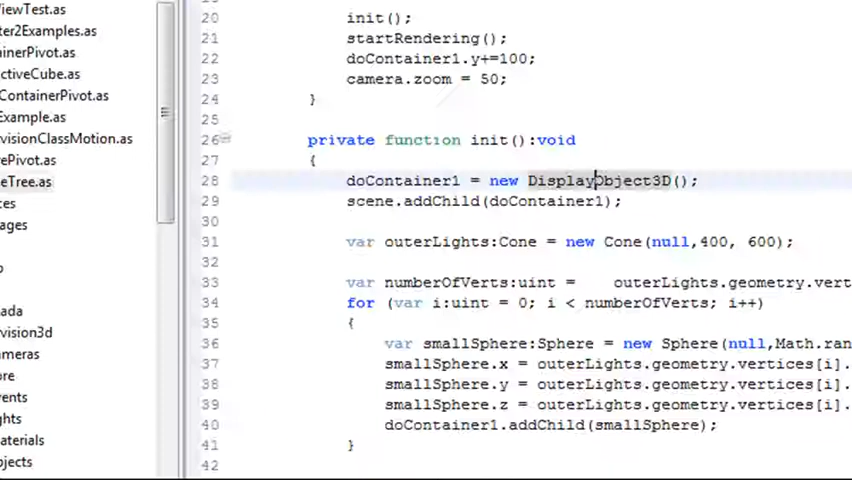 iewTest.as
ter2Examples.as
ainerPivot.as
activeCube.as
ContainerPivot.as
Example.as
visionClassMotion.as
ePivot.as
eTree.as
es
ages
ada
vision3d
ameras
ore
vents
ghts
aterials
bjects
20 init();
21 startRendering();
22 doContainer1.y+=100;
23 camera.zoom = 50;
24 }
25
26 private function init():void
27 {
28 doContainer1 = new DisplayObject3D();
29 scene.addChild(doContainer1);
30
31 var outerLights:Cone = new Cone(null,400, 600);
32
33 var numberOfVerts:uint = outerLights.geometry.vert
34 for (var i:uint = 0; i < numberOfVerts; i++)
35 {
36 var smallSphere:Sphere = new Sphere(null,Math.ran
37 smallSphere.x = outerLights.geometry.vertices[i].
38 smallSphere.y = outerLights.geometry.vertices[i].
39 smallSphere.z = outerLights.geometry.vertices[i].
40 doContainer1.addChild(smallSphere);
41 }
42